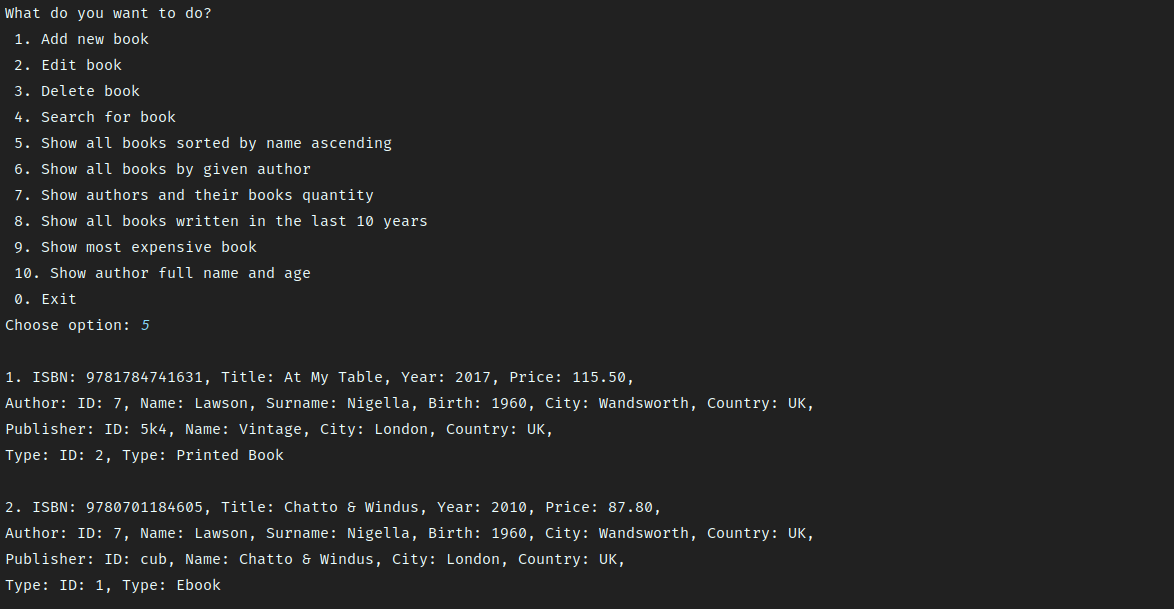 What do you want to do?
1. Add new book
2. Edit book
3. Delete book
4. Search for book
5. Show all books sorted by name ascending
6. Show all books by given author
7. Show authors and their books quantity
8. Show all books written in the last 10 years
9. Show most expensive book
10. Show author full name and age
0. Exit
Choose option: 5
1. ISBN: 9781784741631, Title: At My Table, Year: 2017, Price: 115.50,
Author: ID: 7, Name: Lawson, Surname: Nigella, Birth: 1960, City: Wandsworth, Country: UK,
Publisher: ID: 5k4, Name: Vintage, City: London, Country: UK,
Type: ID: 2, Type: Printed Book
2. ISBN: 9780701184605, Title: Chatto & Windus, Year: 2010, Price: 87.80,
Author: ID: 7, Name: Lawson, Surname: Nigella, Birth: 1960, City: Wandsworth, Country: UK,
Publisher: ID: cub, Name: Chatto & Windus, City: London, Country: UK,
Type: ID: 1, Type: Ebook